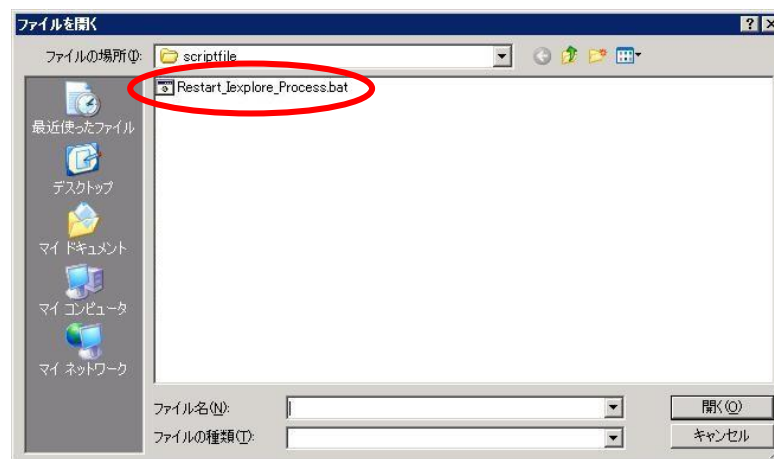 ファイルを開く
ファイルの場所(I):
scriptfile
Restart_Iexplore_Process.bat
最近使ったファイル
デスクトップ
マイ ドキュメント
マイ コンピュータ
マイ ネットワーク
ファイル名(N):
開く(O)
ファイルの種類(T):
キャンセル